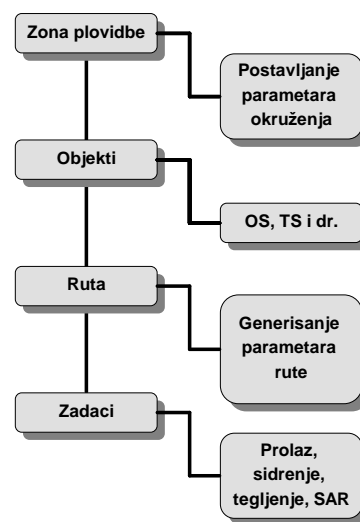 Zona plovidbe
Postavljanje
parametara
okruženja
Objekti
OS, TS i dr.
Ruta
Generisanje
parametara
rute
Zadaci
Prolaz,
sidrenje,
tegljenje, SAR